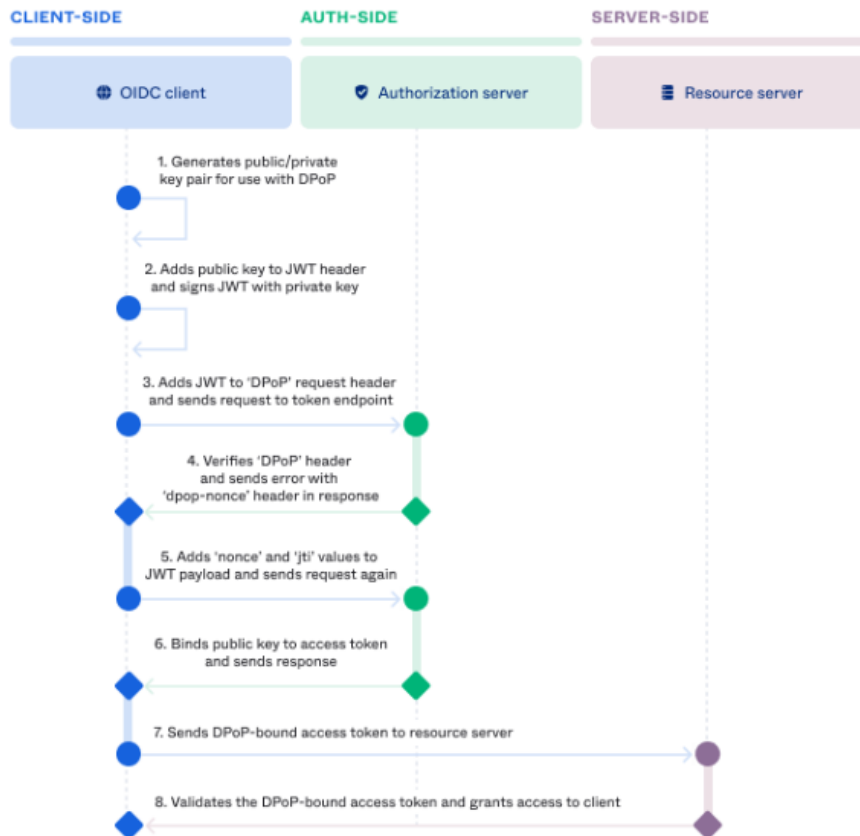 CLIENT-SIDE
AUTH-SIDE
SERVER-SIDE
OIDC client
Authorization server
Resource server
1. Generates public/private
key pair for use with DPoP
2. Adds public key to JWT header
and signs JWT with private key
3. Adds JWT to ‘DPoP’ request header
and sends request to token endpoint
4. Verifies ‘DPoP’ header
and sends error with
‘dpop-nonce’ header in response
5. Adds ‘nonce’ and ‘jti’ values to
JWT payload and sends request again
6. Binds public key to access token
and sends response
7. Sends DPoP-bound access token to resource server
8. Validates the DPoP-bound access token and grants access to client